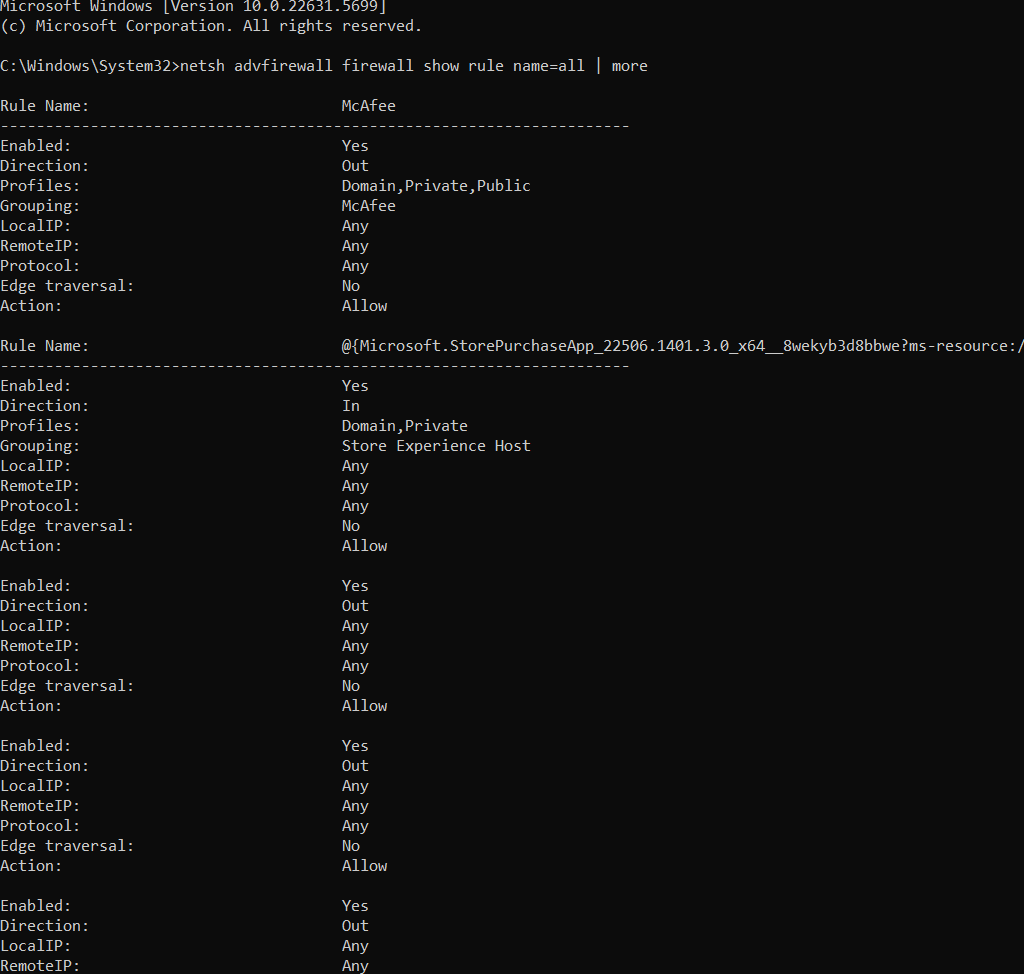 Microsoft Windows [Version 10.0.22631.5699]
(c) Microsoft Corporation. All rights reserved.
C:\Windows\System32>netsh advfirewall firewall show rule name=all | more
Rule Name: McAfee
----------------------------------------------------------------------
Enabled: Yes
Direction: Out
Profiles: Domain,Private,Public
Grouping: McAfee
LocalIP: Any
RemoteIP: Any
Protocol: Any
Edge traversal: No
Action: Allow
Rule Name: @{Microsoft.StorePurchaseApp_22506.1401.3.0_x64__8wekyb3d8bbwe?ms-resource:/
----------------------------------------------------------------------
Enabled: Yes
Direction: In
Profiles: Domain,Private
Grouping: Store Experience Host
LocalIP: Any
RemoteIP: Any
Protocol: Any
Edge traversal: No
Action: Allow
Enabled: Yes
Direction: Out
LocalIP: Any
RemoteIP: Any
Protocol: Any
Edge traversal: No
Action: Allow
Enabled: Yes
Direction: Out
LocalIP: Any
RemoteIP: Any
Protocol: Any
Edge traversal: No
Action: Allow
Enabled: Yes
Direction: Out
LocalIP: Any
RemoteIP: Any